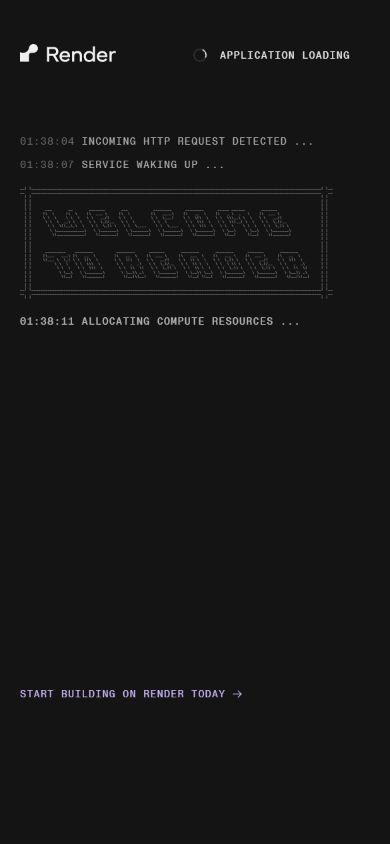 Render
APPLICATION LOADING
01:38:04 INCOMING HTTP REQUEST DETECTED ...
01:38:07 SERVICE WAKING UP ...
WELCOME
TO RENDER
01:38:11 ALLOCATING COMPUTE RESOURCES ...
START BUILDING ON RENDER TODAY →